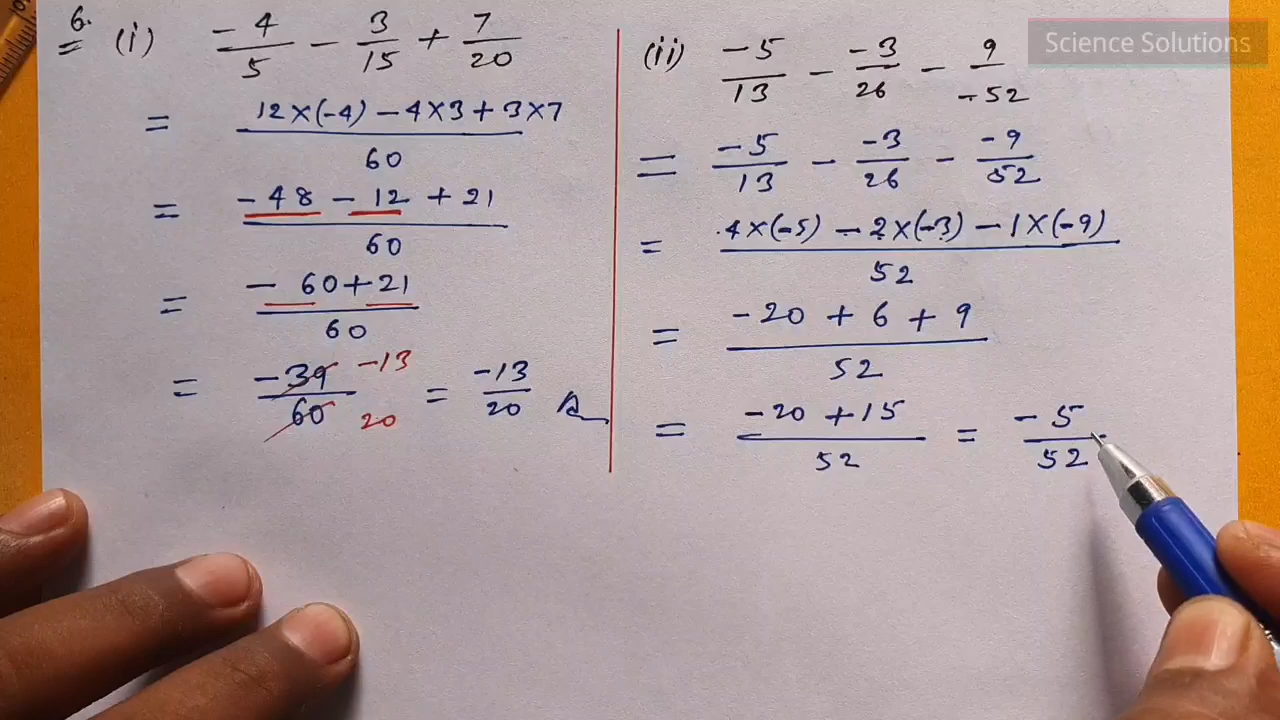 Science Solutions
6. (i) -4/5 - 3/15 + 7/20
= 12×(-4) - 4×3 + 3×7 / 60
= -48 - 12 + 21 / 60
= - 60+21 / 60
= -39/60 -13/20 = -13/20
(ii) -5/13 - -3/26 - 9/-52
= -5/13 - -3/26 - -9/52
= 4×(-5) - 2×(-3) - 1×(-9) / 52
= -20 + 6 + 9 / 52
= -20 + 15 / 52 = -5/52